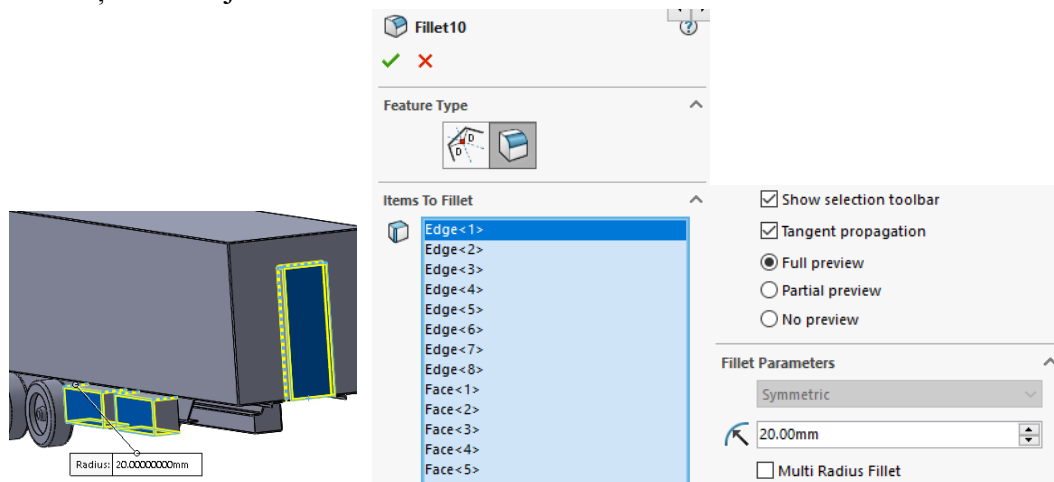 Fillet10
Feature Type
D
D
Items To Fillet
Edge<1>
Edge<2>
Edge<3>
Edge<4>
Edge<5>
Edge<6>
Edge<7>
Edge<8>
Face<1>
Face<2>
Face<3>
Face<4>
Face<5>
Show selection toolbar
Tangent propagation
Full preview
Partial preview
No preview
Fillet Parameters
Symmetric
20.00mm
Multi Radius Fillet
Radius: 20.00000000mm